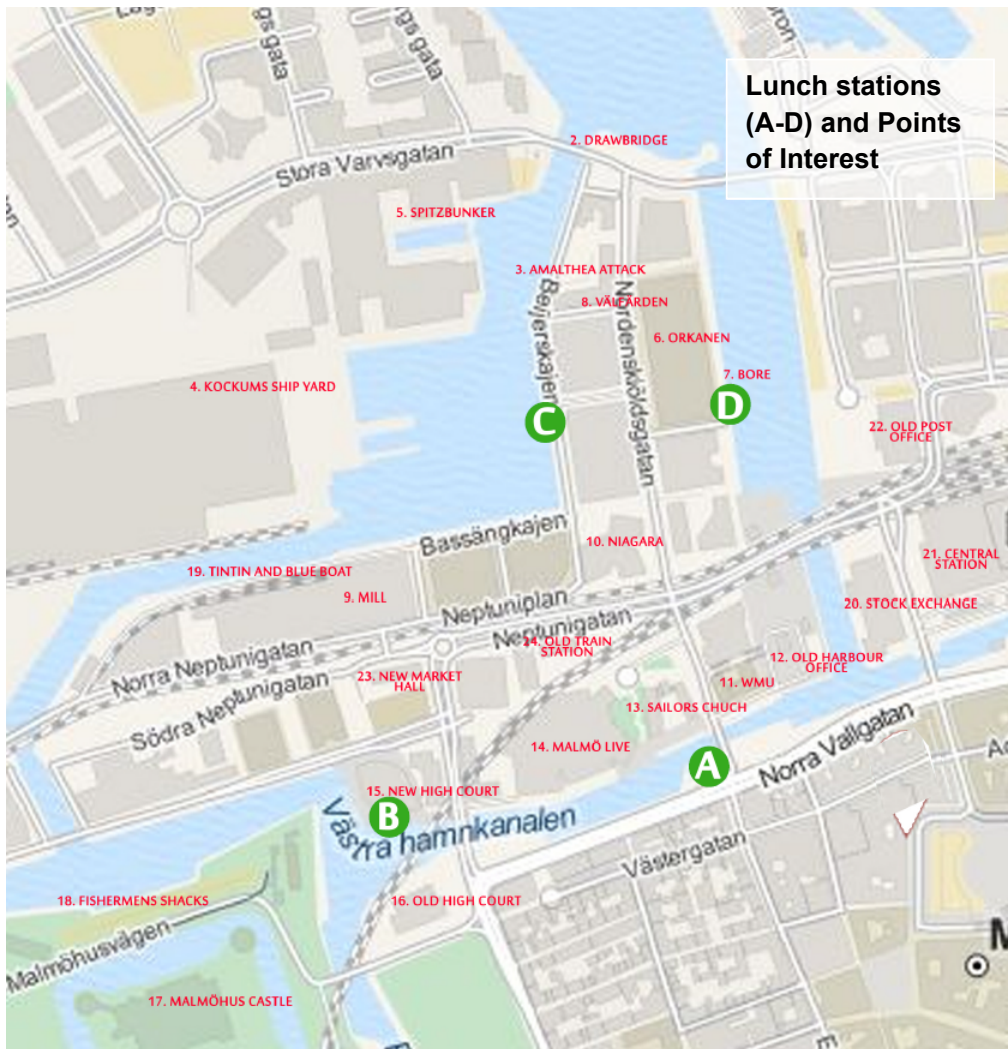 Lunch stations
(A-D) and Points
of Interest
2. DRAWBRIDGE
Stora Varvsgatan
5. SPITZBUNKER
3. AMALTHEA ATTACK
Beijerskajen
8. VÄLFÄRDEN
Nordenskiöldsgatan
6. ORKANEN
4. KOCKUMS SHIP YARD
7. BORE
C
D
22. OLD POST
OFFICE
Bassängkajen
10. NIAGARA
21. CENTRAL
STATION
19. TINTIN AND BLUE BOAT
9. MILL
Neptuniplan
20. STOCK EXCHANGE
Neptunigatan
24. OLD TRAIN
STATION
Norra Neptunigatan
12. OLD HARBOUR
OFFICE
23. NEW MARKET
HALL
11. WMU
Södra Neptunigatan
13. SAILORS CHUCH
14. MALMÖ LIVE
Norra Vallgatan
A
15. NEW HIGH COURT
B
Västra hamnkanalen
Västergatan
18. FISHERMENS SHACKS
16. OLD HIGH COURT
Malmöhusvägen
17. MALMÖHUS CASTLE